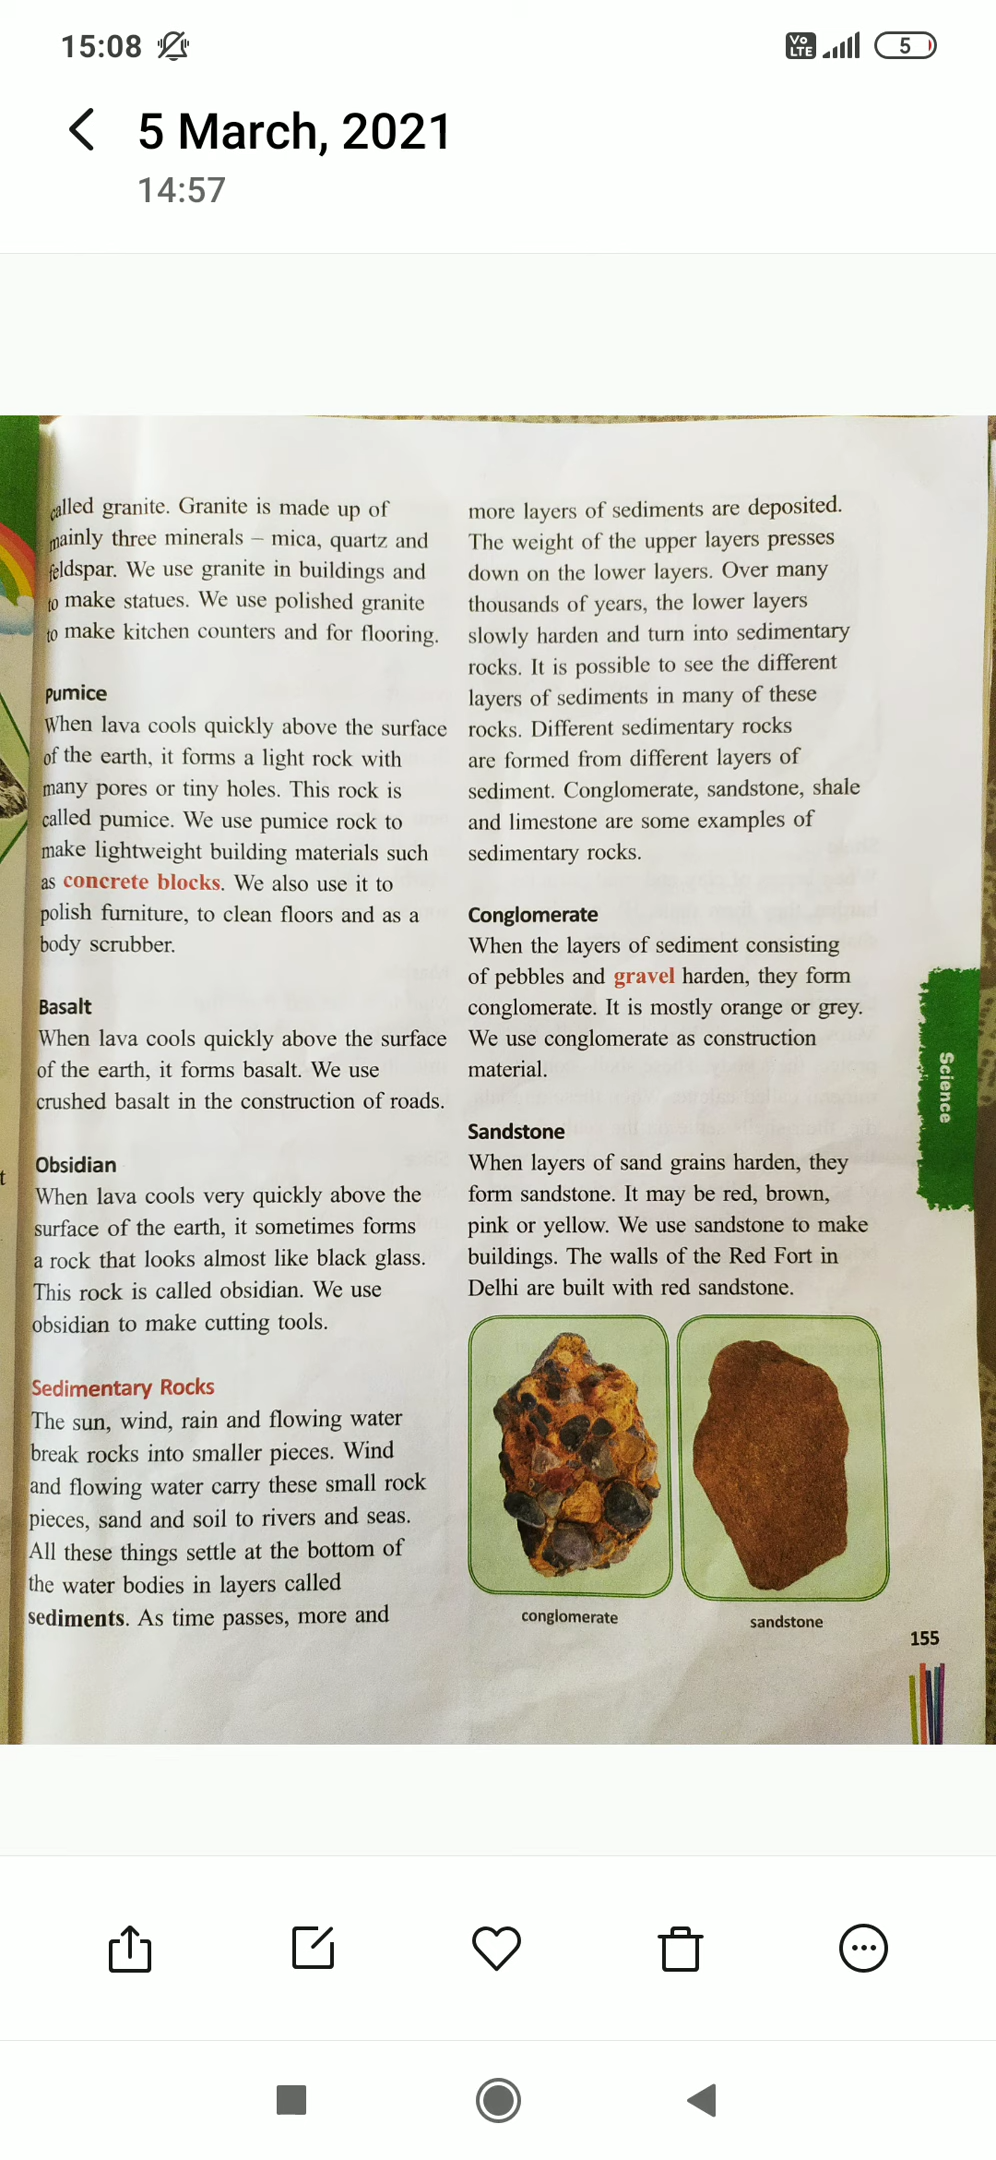 15:08
Vo
LTE
5
5 March, 2021
14:57
called granite. Granite is made up of
mainly three minerals – mica, quartz and
feldspar. We use granite in buildings and
to make statues. We use polished granite
to make kitchen counters and for flooring.
Pumice
When lava cools quickly above the surface
of the earth, it forms a light rock with
many pores or tiny holes. This rock is
called pumice. We use pumice rock to
make lightweight building materials such
as concrete blocks. We also use it to
polish furniture, to clean floors and as a
body scrubber.
Basalt
When lava cools quickly above the surface
of the earth, it forms basalt. We use
crushed basalt in the construction of roads.
Obsidian
When lava cools very quickly above the
surface of the earth, it sometimes forms
a rock that looks almost like black glass.
This rock is called obsidian. We use
obsidian to make cutting tools.
Sedimentary Rocks
The sun, wind, rain and flowing water
break rocks into smaller pieces. Wind
and flowing water carry these small rock
pieces, sand and soil to rivers and seas.
All these things settle at the bottom of
the water bodies in layers called
sediments. As time passes, more and
more layers of sediments are deposited.
The weight of the upper layers presses
down on the lower layers. Over many
thousands of years, the lower layers
slowly harden and turn into sedimentary
rocks. It is possible to see the different
layers of sediments in many of these
rocks. Different sedimentary rocks
are formed from different layers of
sediment. Conglomerate, sandstone, shale
and limestone are some examples of
sedimentary rocks.
Conglomerate
When the layers of sediment consisting
of pebbles and gravel harden, they form
conglomerate. It is mostly orange or grey.
We use conglomerate as construction
material.
Sandstone
When layers of sand grains harden, they
form sandstone. It may be red, brown,
pink or yellow. We use sandstone to make
buildings. The walls of the Red Fort in
Delhi are built with red sandstone.
conglomerate
sandstone
Science
155